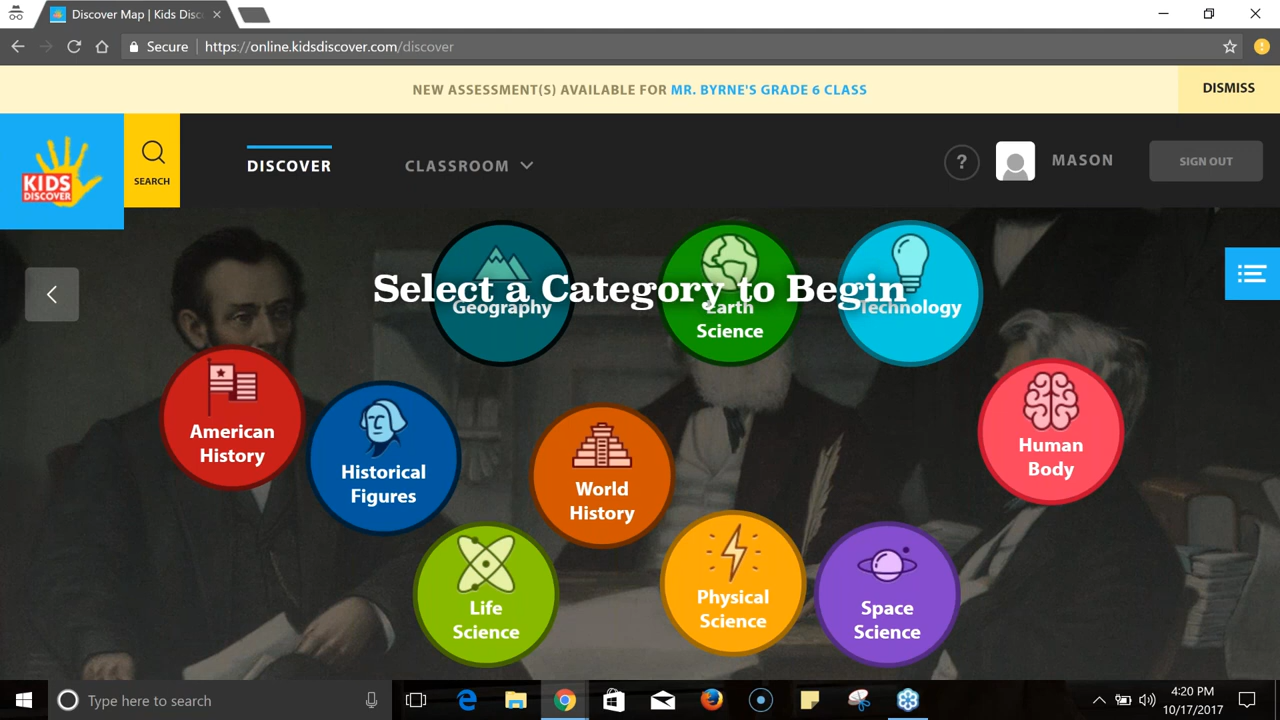 Discover Map | Kids Disc
Secure
https://online.kidsdiscover.com/discover
NEW ASSESSMENT(S) AVAILABLE FOR MR. BYRNE'S GRADE 6 CLASS
DISMISS
KIDS
DISCOVER
SEARCH
DISCOVER
CLASSROOM
?
MASON
SIGN OUT
Select a Category to Begin
Geography
Earth
Science
Technology
American
History
Historical
Figures
World
History
Human
Body
Life
Science
Physical
Science
Space
Science
Type here to search
4:20 PM
10/17/2017